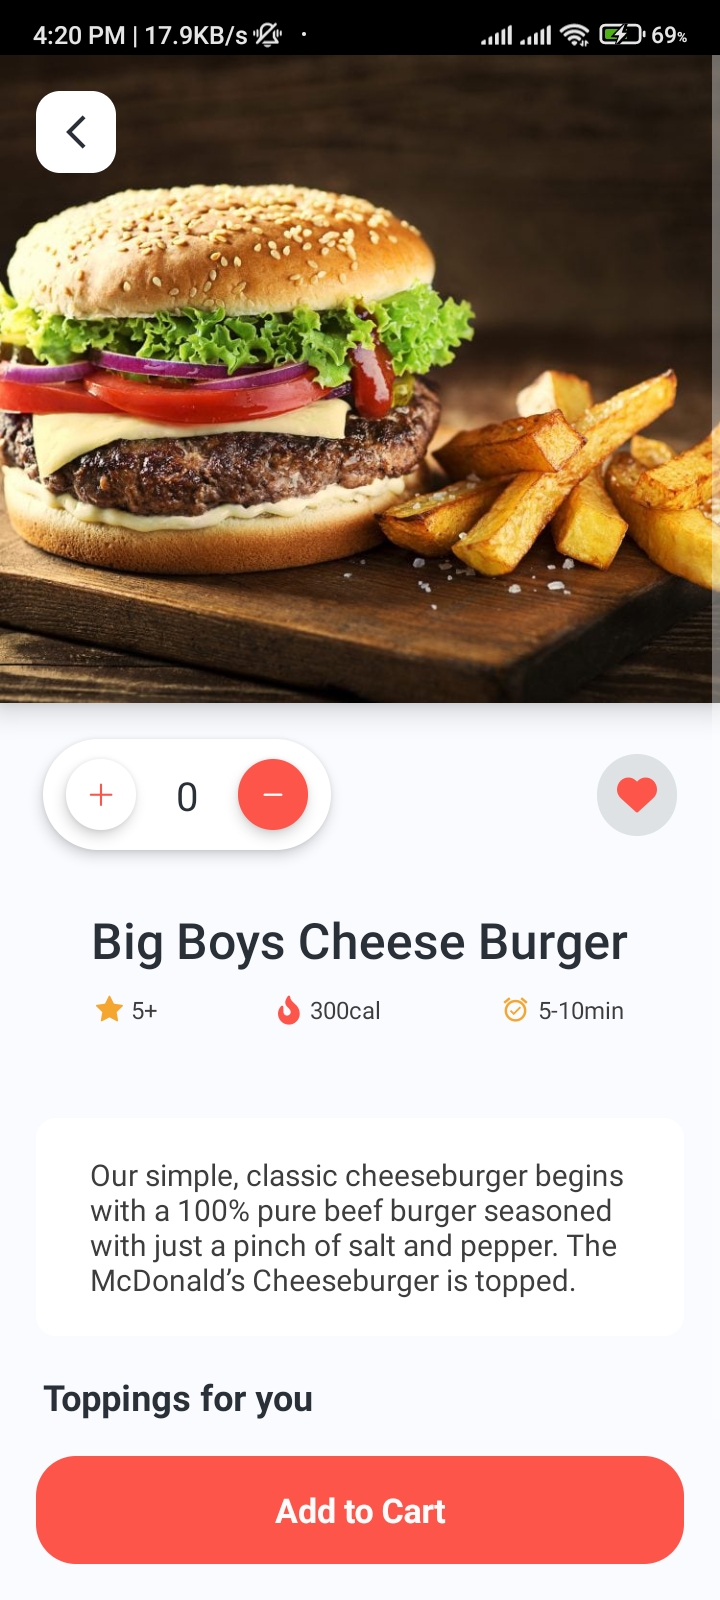 4:20 PM | 17.9KB/s
69%
0
Big Boys Cheese Burger
5+ 300cal 5-10min
Our simple, classic cheeseburger begins
with a 100% pure beef burger seasoned
with just a pinch of salt and pepper. The
McDonald’s Cheeseburger is topped.
Toppings for you
Add to Cart